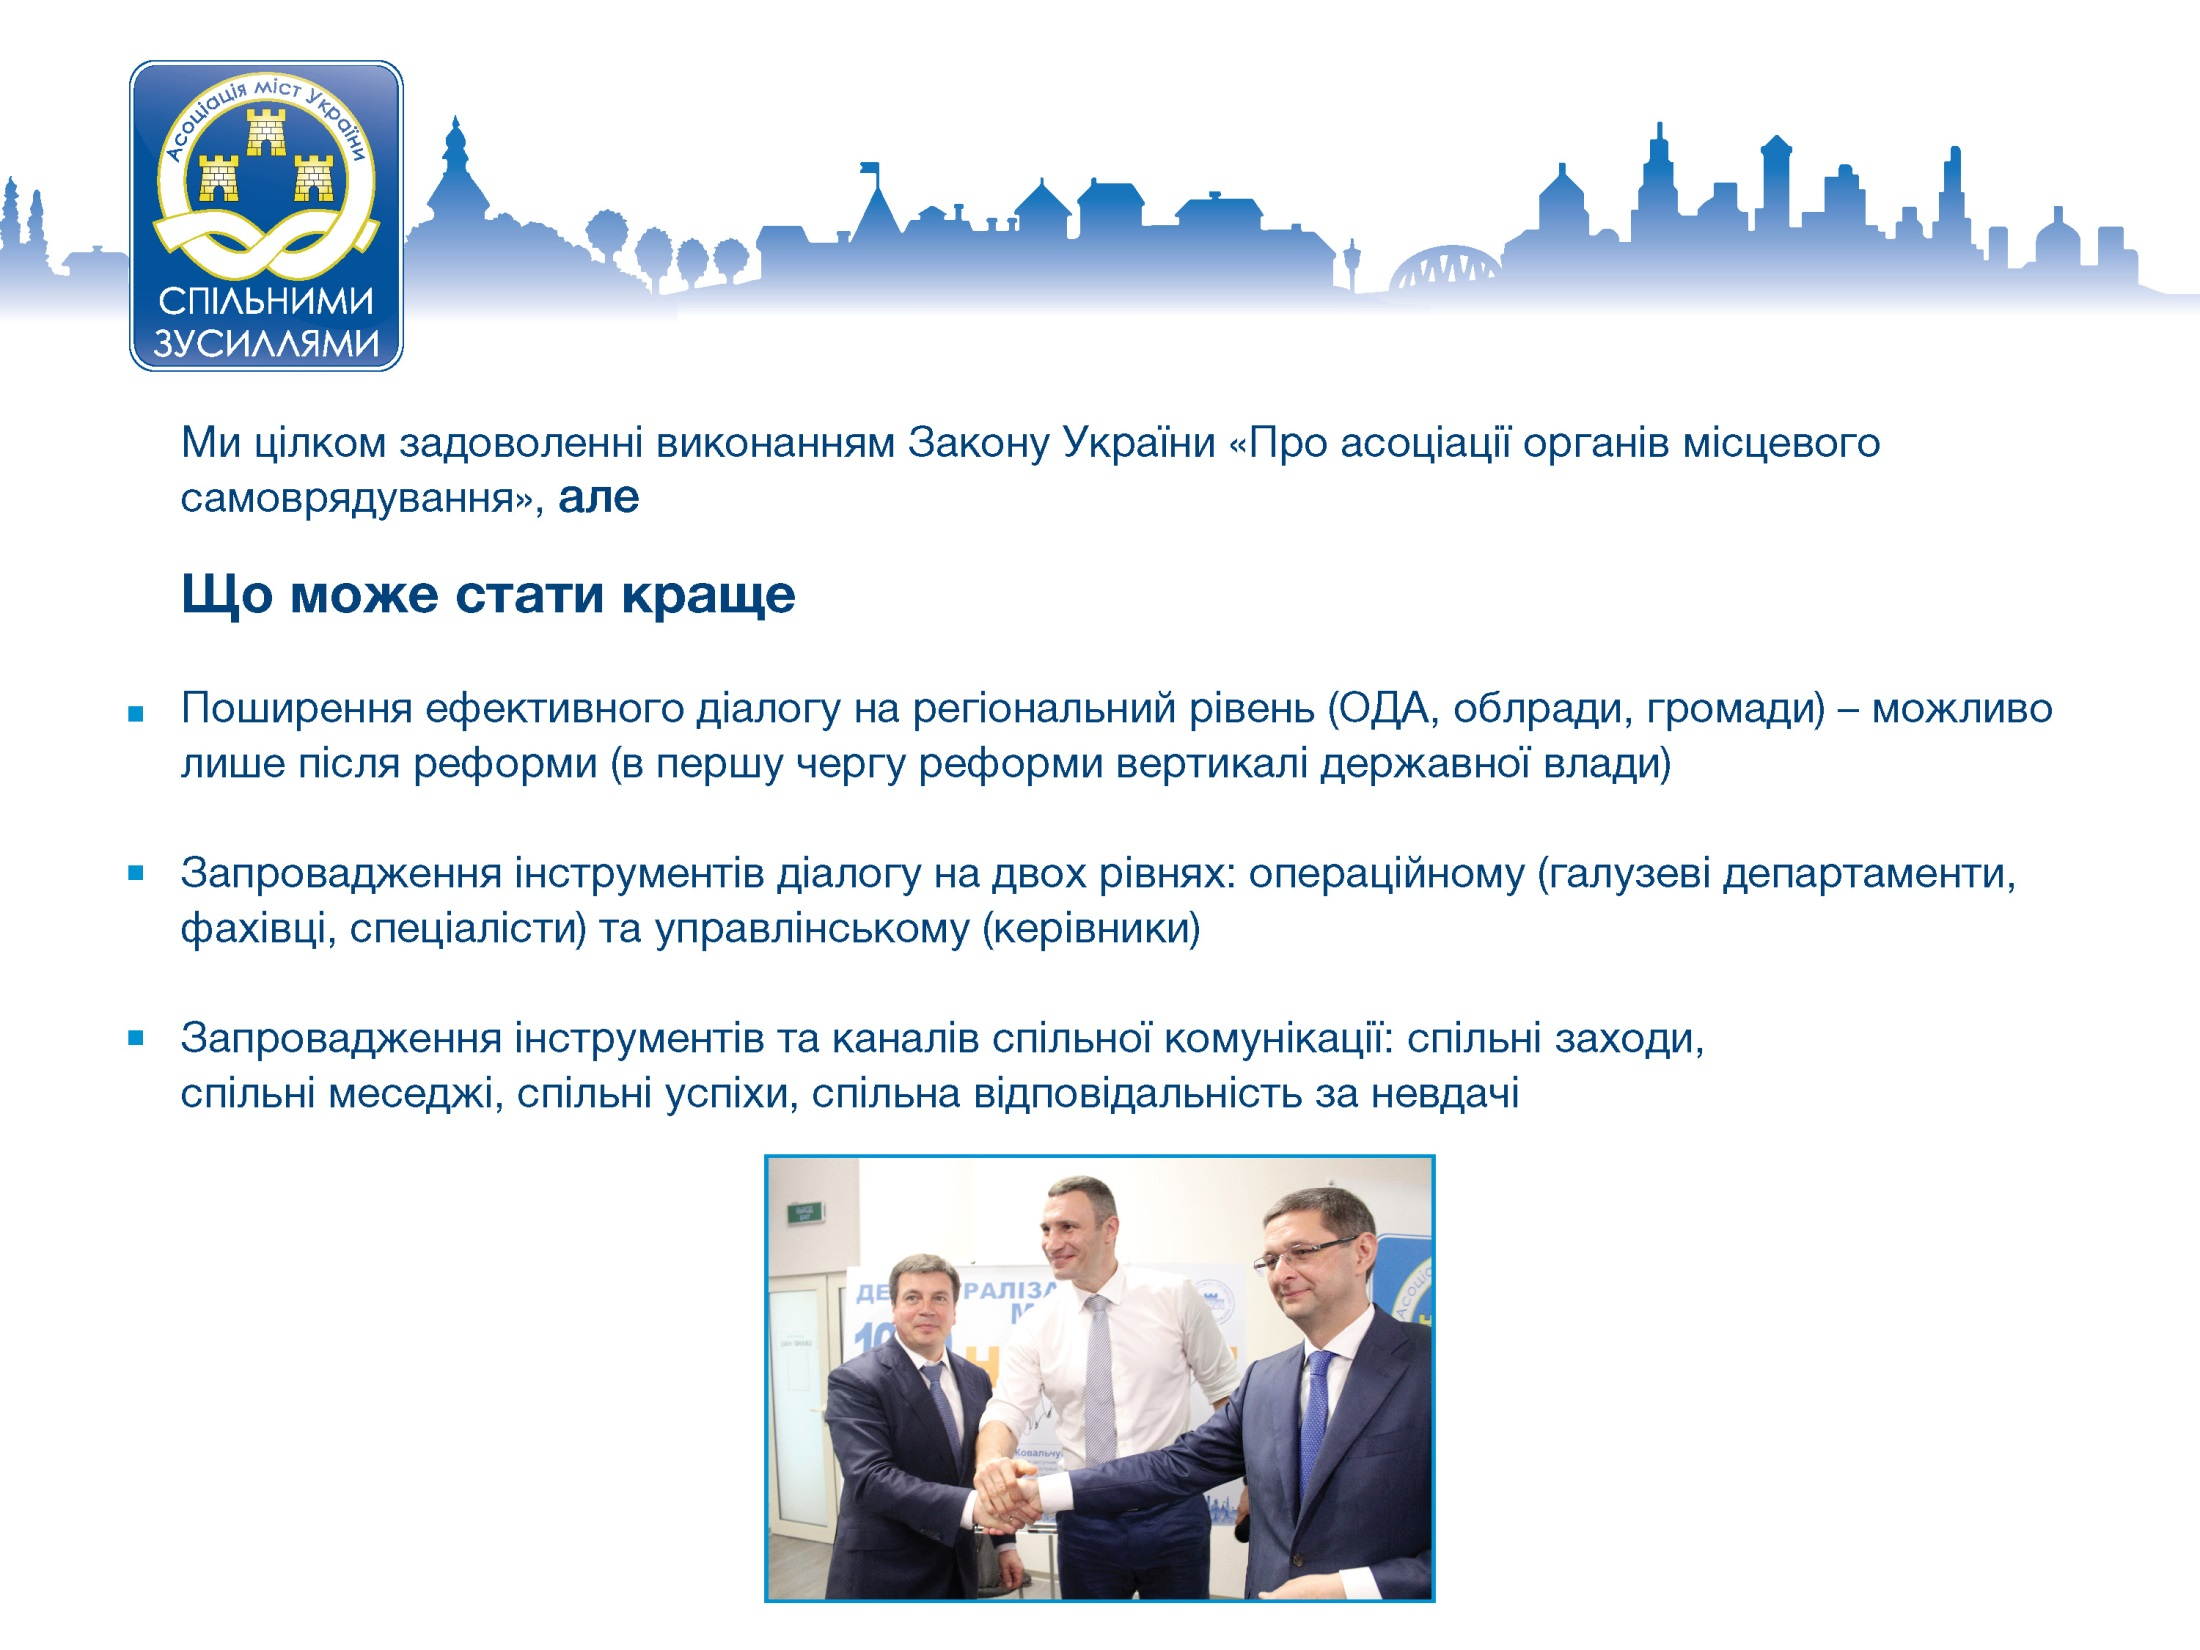 Асоціація міст України
СПІЛЬНИМИ
ЗУСИЛЛЯМИ
Ми цілком задоволенні виконанням Закону України «Про асоціації органів місцевого
самоврядування», але
Що може стати краще
Поширення ефективного діалогу на регіональний рівень (ОДА, облради, громади) – можливо
лише після реформи (в першу чергу реформи вертикалі державної влади)
Запровадження інструментів діалогу на двох рівнях: операційному (галузеві департаменти,
фахівці, спеціалісти) та управлінському (керівники)
Запровадження інструментів та каналів спільної комунікації: спільні заходи,
спільні меседжі, спільні успіхи, спільна відповідальність за невдачі
ДЕ РАЛІЗА
М
Ковальчу